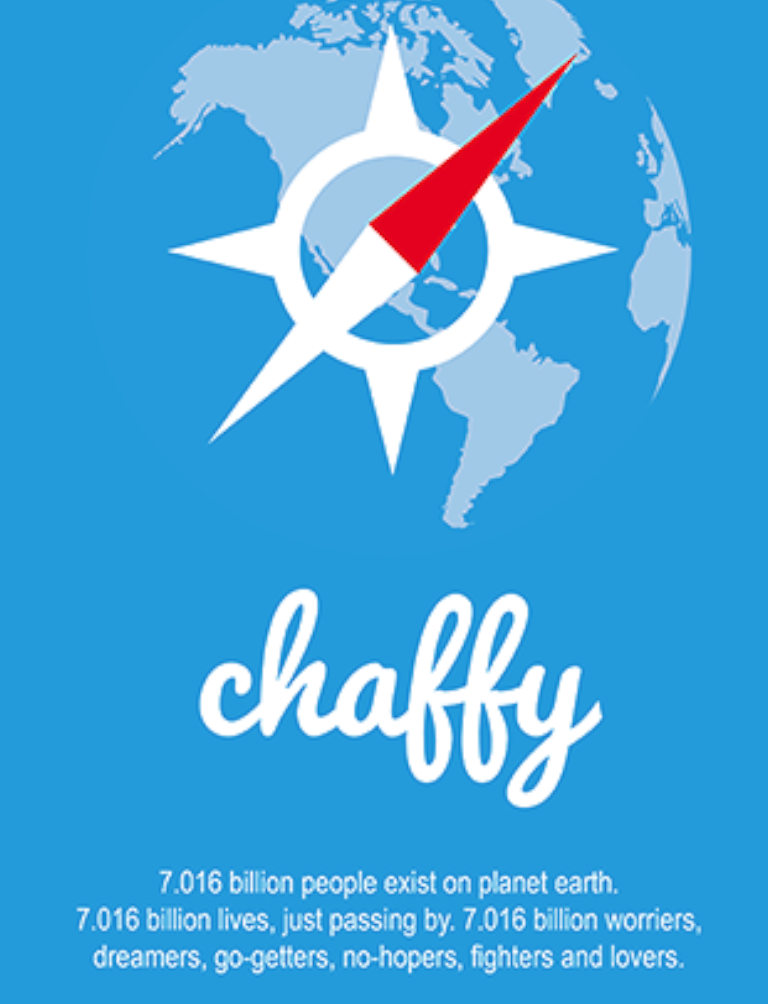 chaffy
7.016 billion people exist on planet earth.
7.016 billion lives, just passing by. 7.016 billion worriers,
dreamers, go-getters, no-hopers, fighters and lovers.